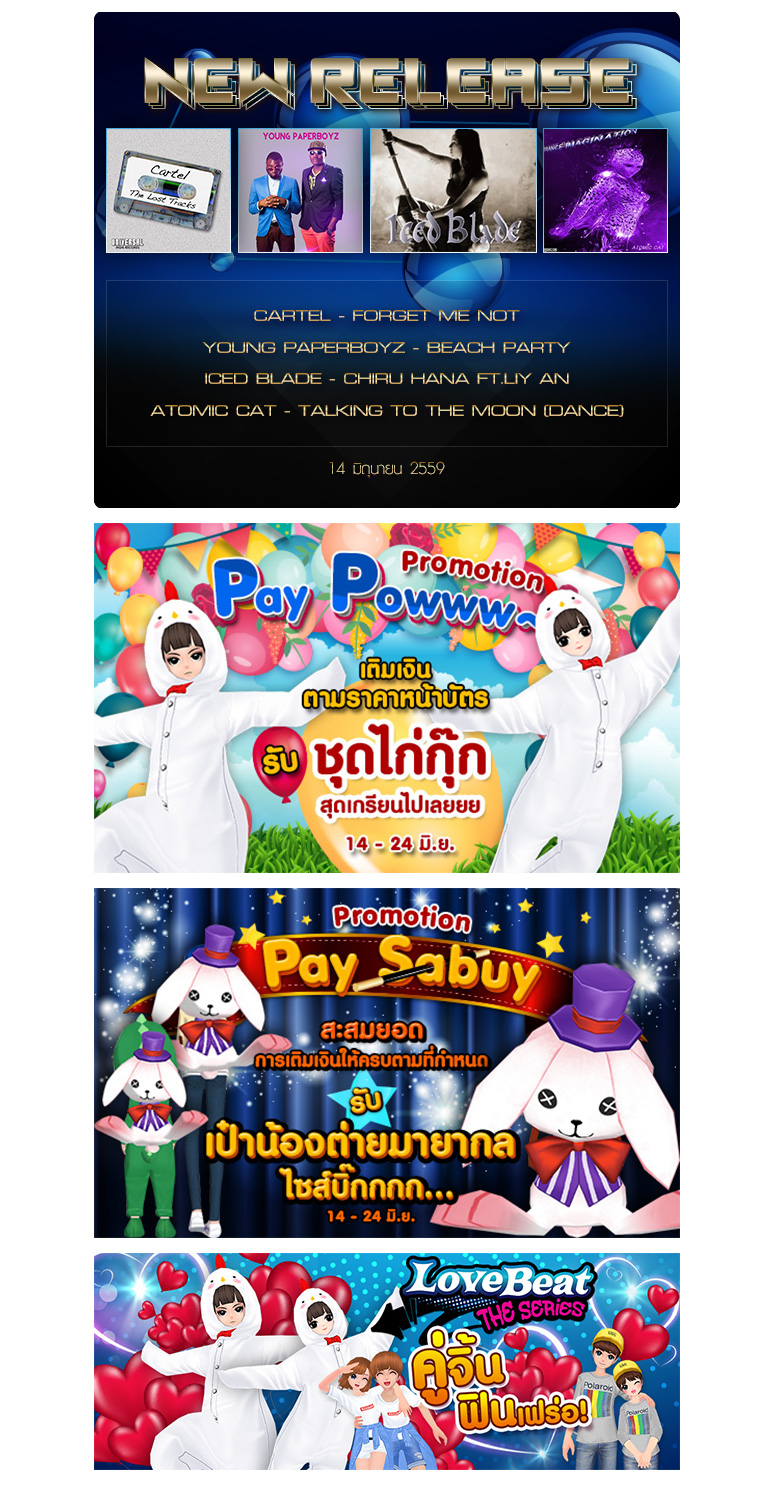 NEW RELEASE
Cartel
The Lost Tracks
UNIVERSAL
YOUNG PAPERBOYZ
Iced Blade
TRANCE IMAGINATION
ATOMIC CAT
CARTEL - FORGET ME NOT
YOUNG PAPERBOYZ - BEACH PARTY
ICED BLADE - CHIRU HANA FT.LIY AN
ATOMIC CAT - TALKING TO THE MOON (DANCE)
14 มิถุนายน 2559
Promotion
Pay Powww~
เติมเงิน
ตามราคาหน้าบัตร
รับ ชุดไก่กุ๊ก
สุดเกรียนไปเลยยย
14 - 24 มิ.ย.
Promotion
Pay Sabuy
สะสมยอด
การเติมเงินให้ครบตามที่กำหนด
รับ
เป๋าน้องต่ายมายากล
ไซส์บิ๊กกกก...
14 - 24 มิ.ย.
LoveBeat
THE SERIES
คู่จิ้น
ฟินเฟร่อ!
Polaroid
Polaroid